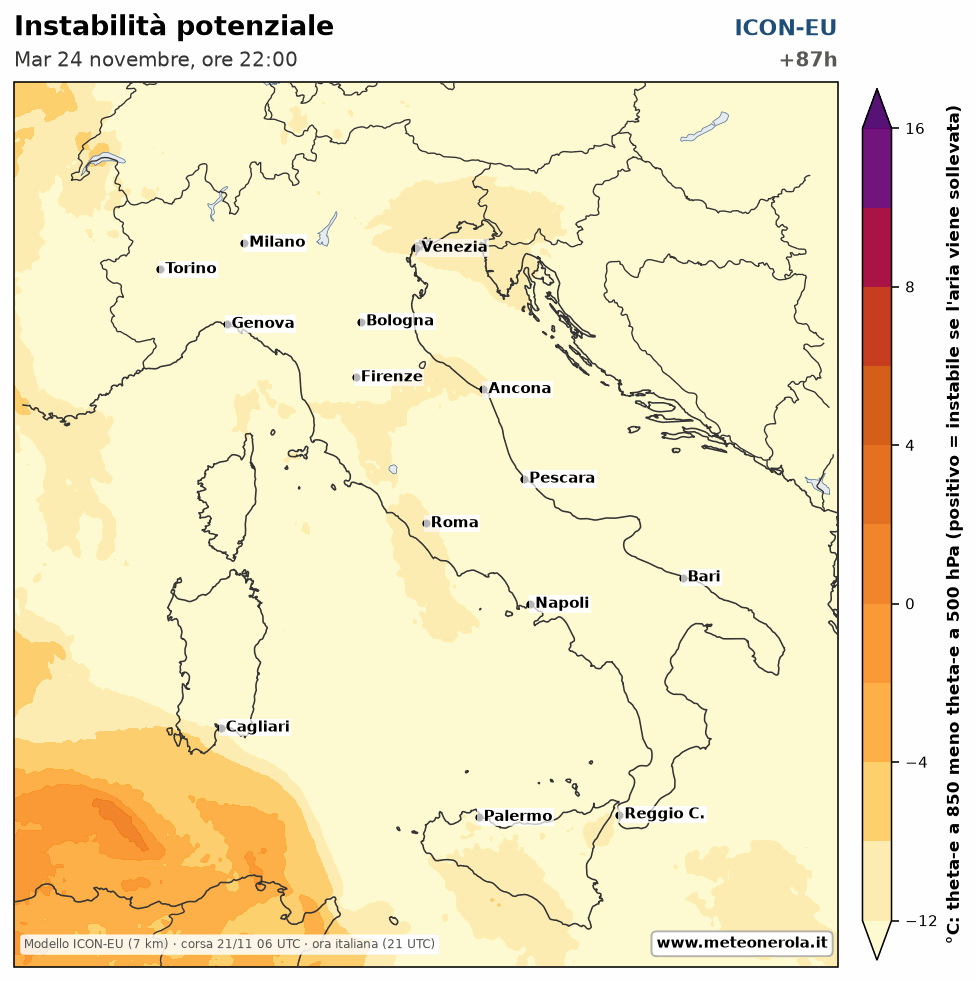 Instabilità potenziale
ICON-EU
Mar 24 novembre, ore 22:00
+87h
Milano
Venezia
Torino
Genova
Bologna
Firenze
Ancona
Pescara
Roma
Bari
Napoli
Cagliari
Palermo
Reggio C.
Modello ICON-EU (7 km) · corsa 21/11 06 UTC · ora italiana (21 UTC)
www.meteonerola.it
16
8
4
0
−4
−12
°C: theta-e a 850 meno theta-e a 500 hPa (positivo = instabile se l'aria viene sollevata)